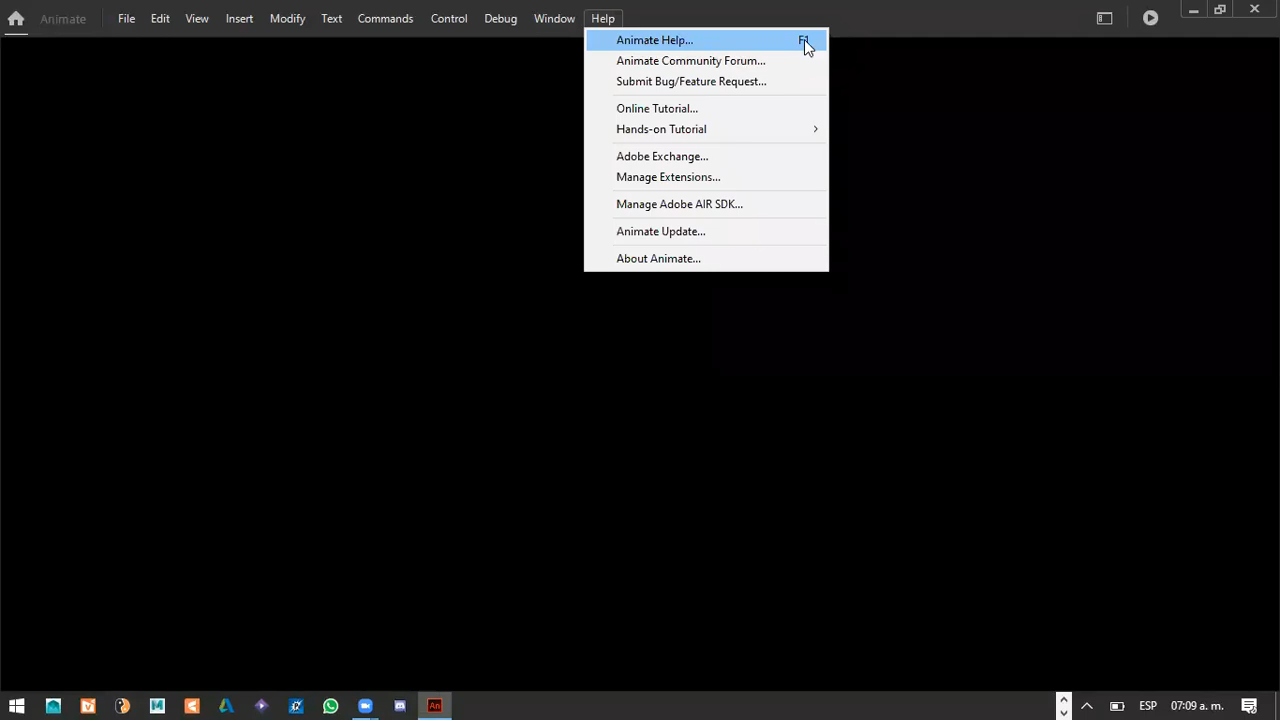 Animate File Edit View Insert Modify Text Commands Control Debug Window Help
Animate Help... F1
Animate Community Forum...
Submit Bug/Feature Request...
Online Tutorial...
Hands-on Tutorial
Adobe Exchange...
Manage Extensions...
Manage Adobe AIR SDK...
Animate Update...
About Animate...
An ESP 07:09 a. m.